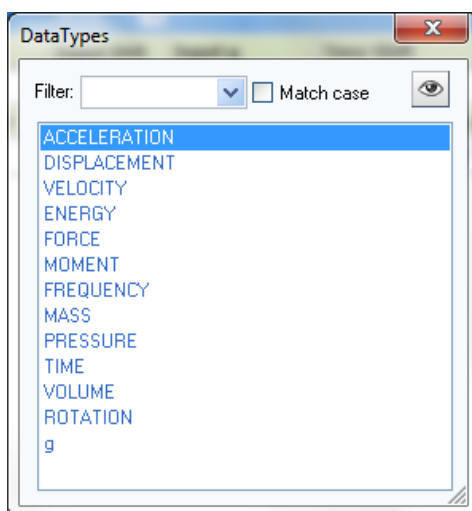 DataTypes
Filter: Match case
ACCELERATION
DISPLACEMENT
VELOCITY
ENERGY
FORCE
MOMENT
FREQUENCY
MASS
PRESSURE
TIME
VOLUME
ROTATION
g